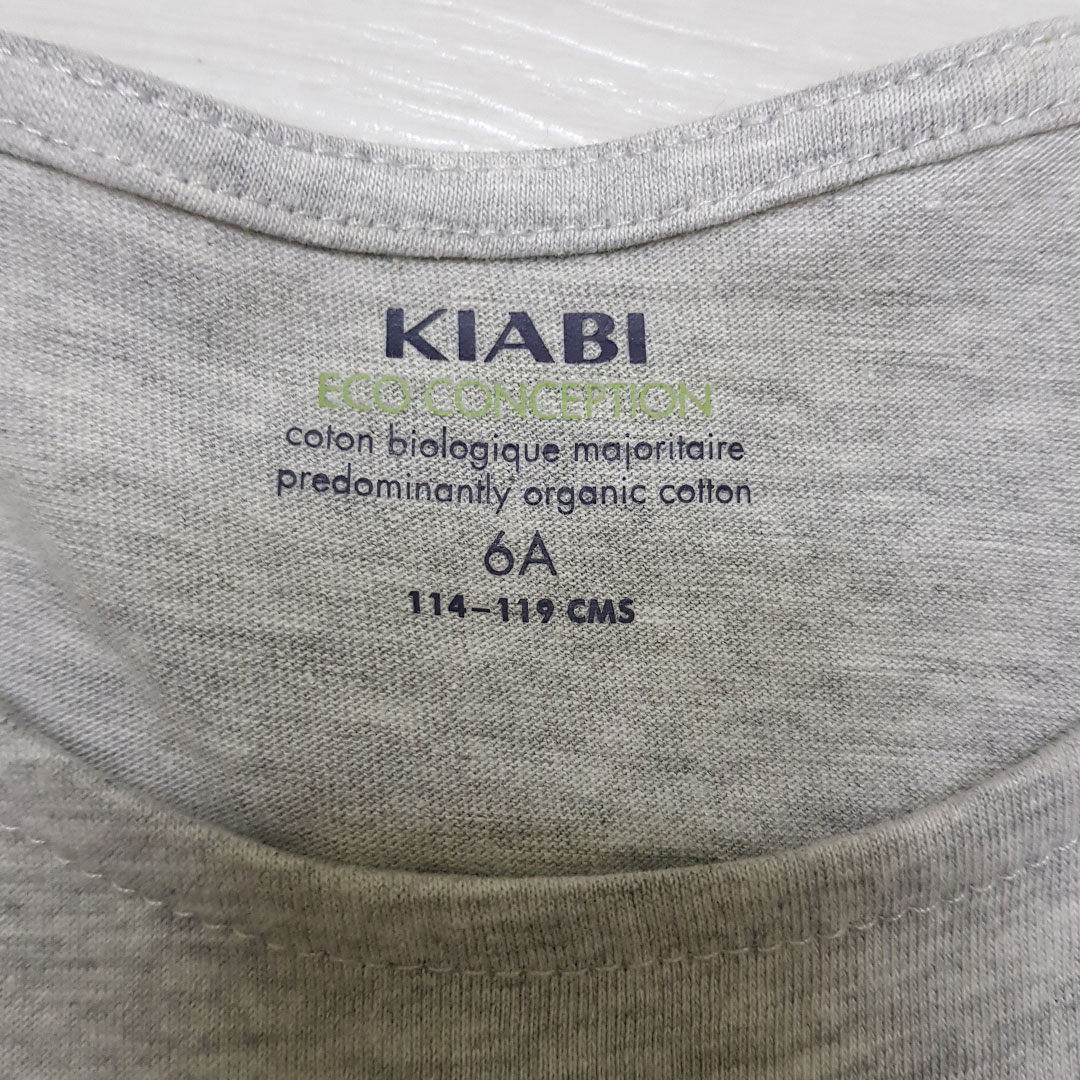 KIABI
ECO CONCEPTION
coton biologique majoritaire
predominantly organic cotton
6A
114-119 CMS